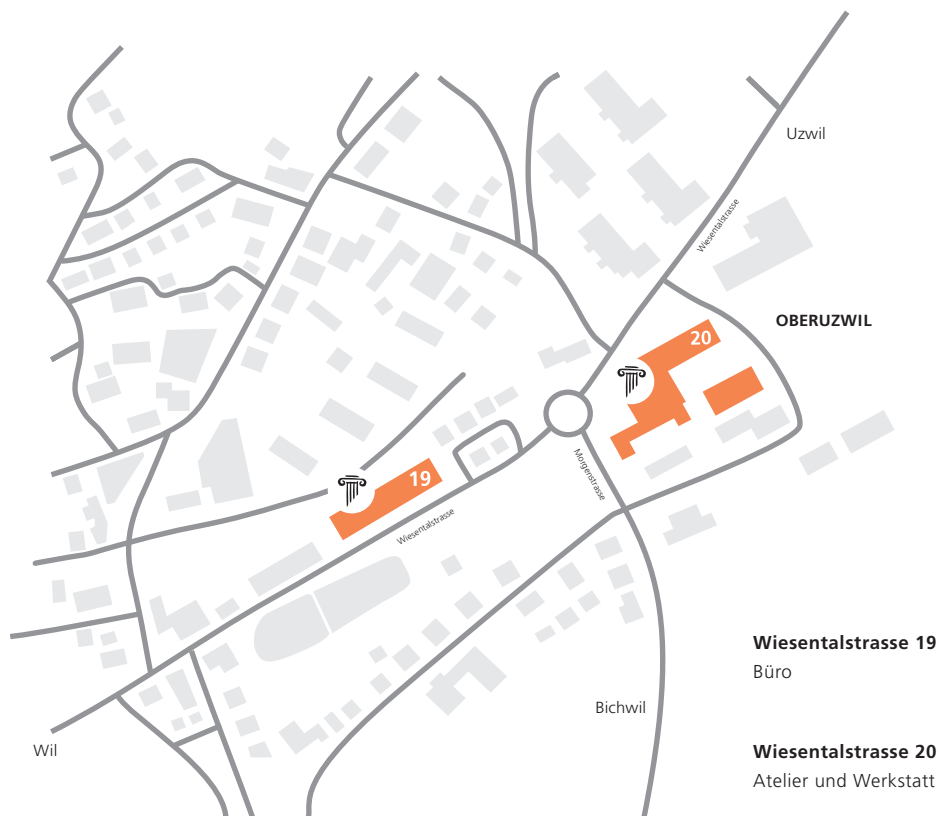 Uzwil
Wiesentalstrasse
OBERUZWIL
20
19
Morgenstrasse
Wiesentalstrasse
Wiesentalstrasse 19
Büro
Bichwil
Wil
Wiesentalstrasse 20
Atelier und Werkstatt